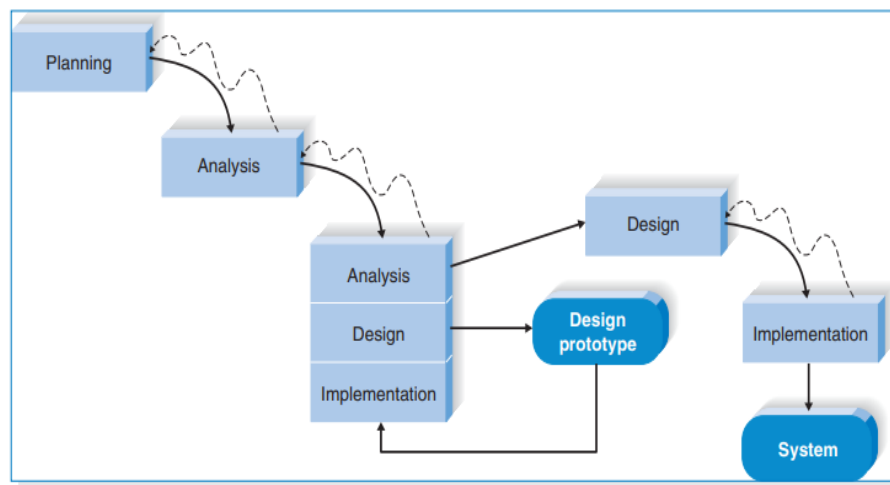 Planning
Analysis
Analysis
Design
Implementation
Design
prototype
Design
Implementation
System